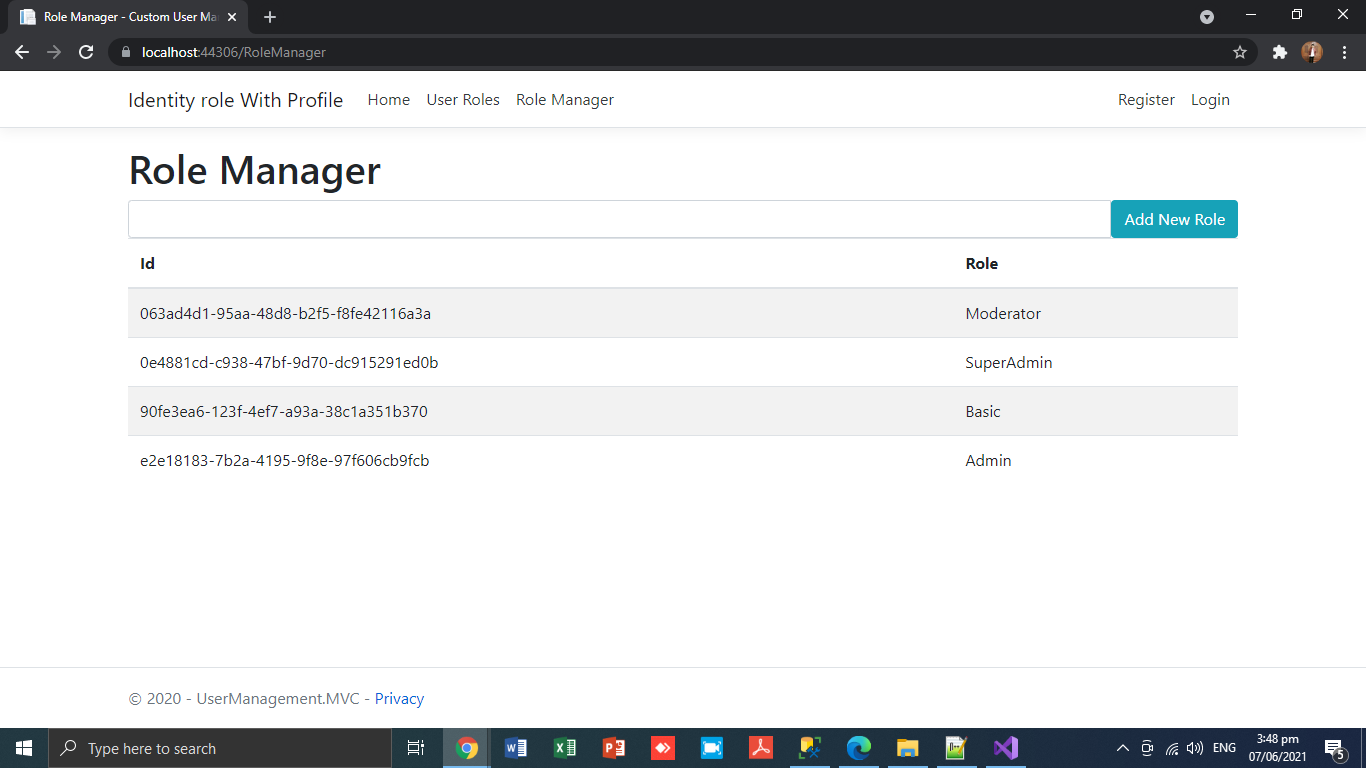 Role Manager - Custom User Ma
localhost:44306/RoleManager
Identity role With Profile Home User Roles Role Manager Register Login
Role Manager
Add New Role
Id Role
063ad4d1-95aa-48d8-b2f5-f8fe42116a3a Moderator
0e4881cd-c938-47bf-9d70-dc915291ed0b SuperAdmin
90fe3ea6-123f-4ef7-a93a-38c1a351b370 Basic
e2e18183-7b2a-4195-9f8e-97f606cb9fcb Admin
© 2020 - UserManagement.MVC - Privacy
Type here to search
ENG
3:48 pm
07/06/2021
5